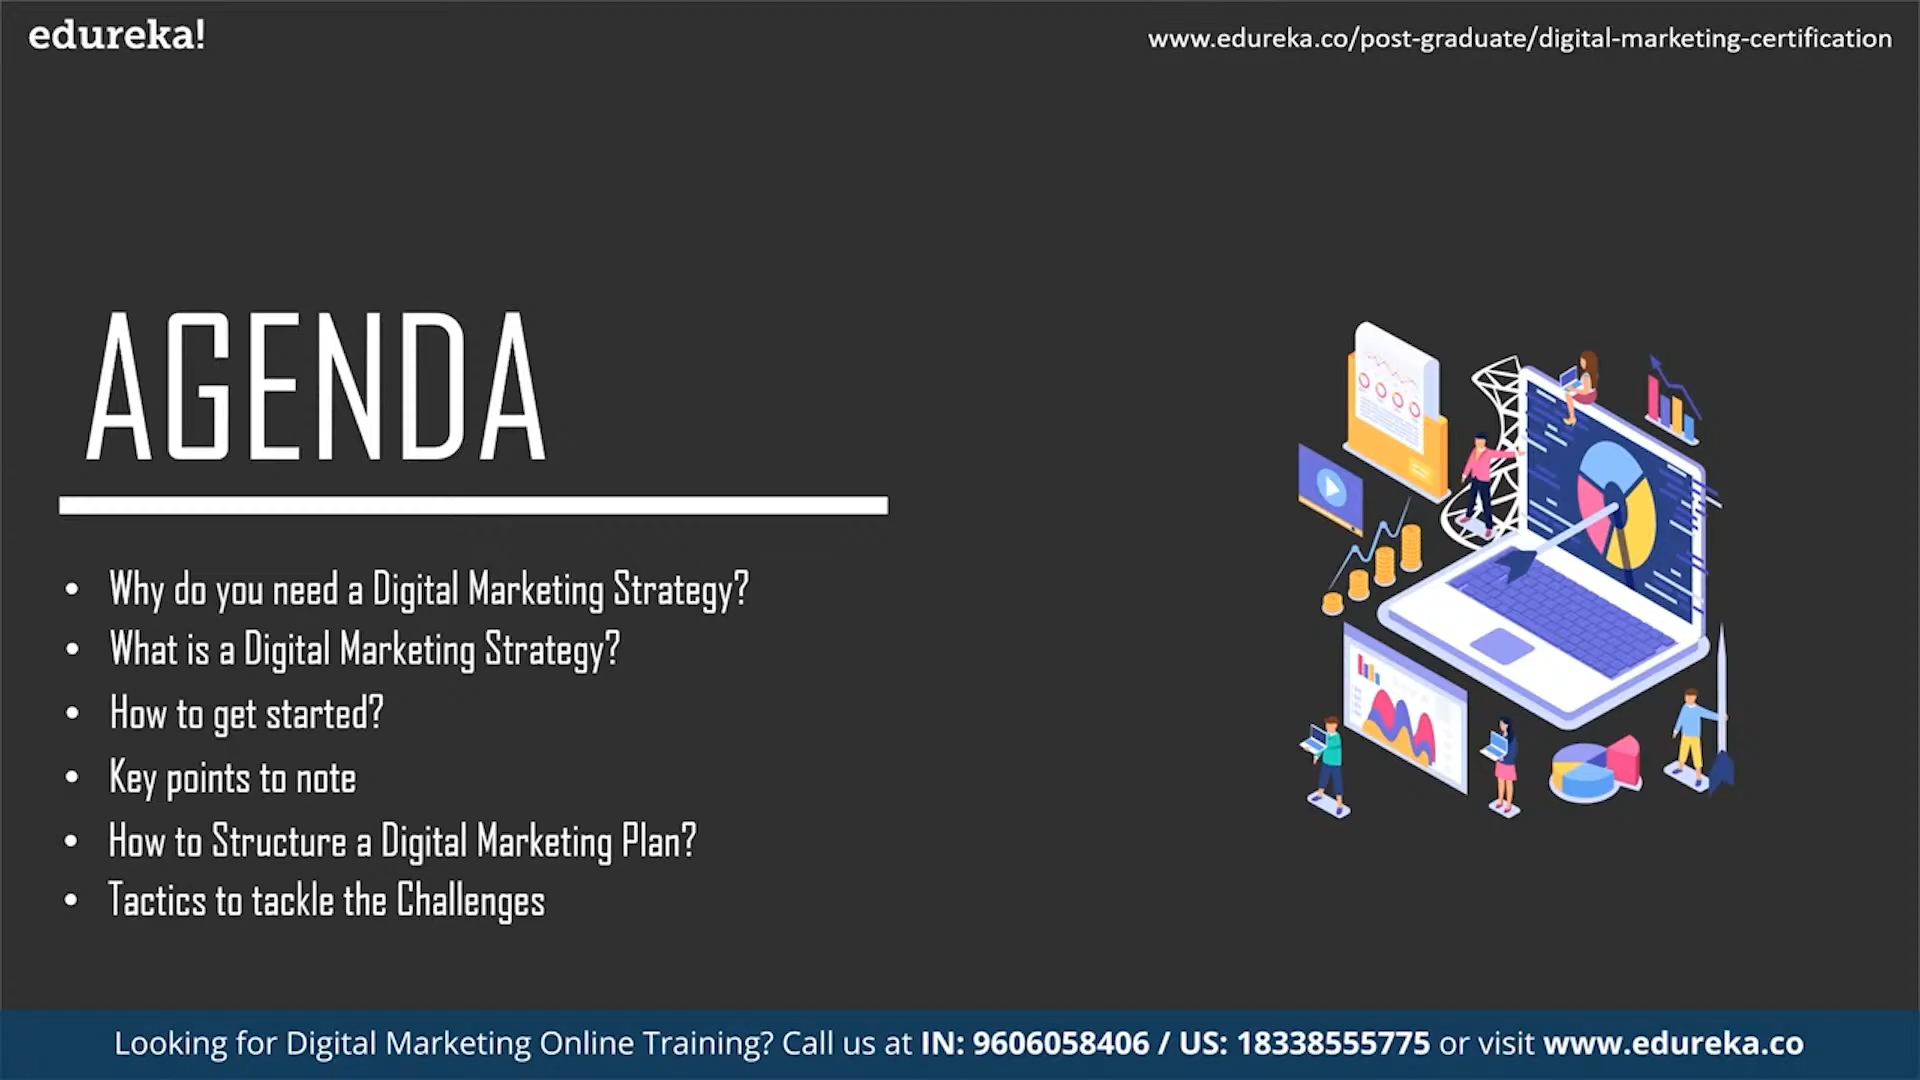 edureka!
www.edureka.co/post-graduate/digital-marketing-certification
AGENDA
• Why do you need a Digital Marketing Strategy?
• What is a Digital Marketing Strategy?
• How to get started?
• Key points to note
• How to Structure a Digital Marketing Plan?
• Tactics to tackle the Challenges
Looking for Digital Marketing Online Training? Call us at IN: 9606058406 / US: 18338555775 or visit www.edureka.co